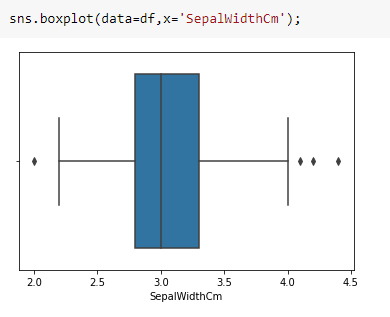 sns.boxplot(data=df,x='SepalWidthCm');
2.0 2.5 3.0 3.5 4.0 4.5
SepalWidthCm